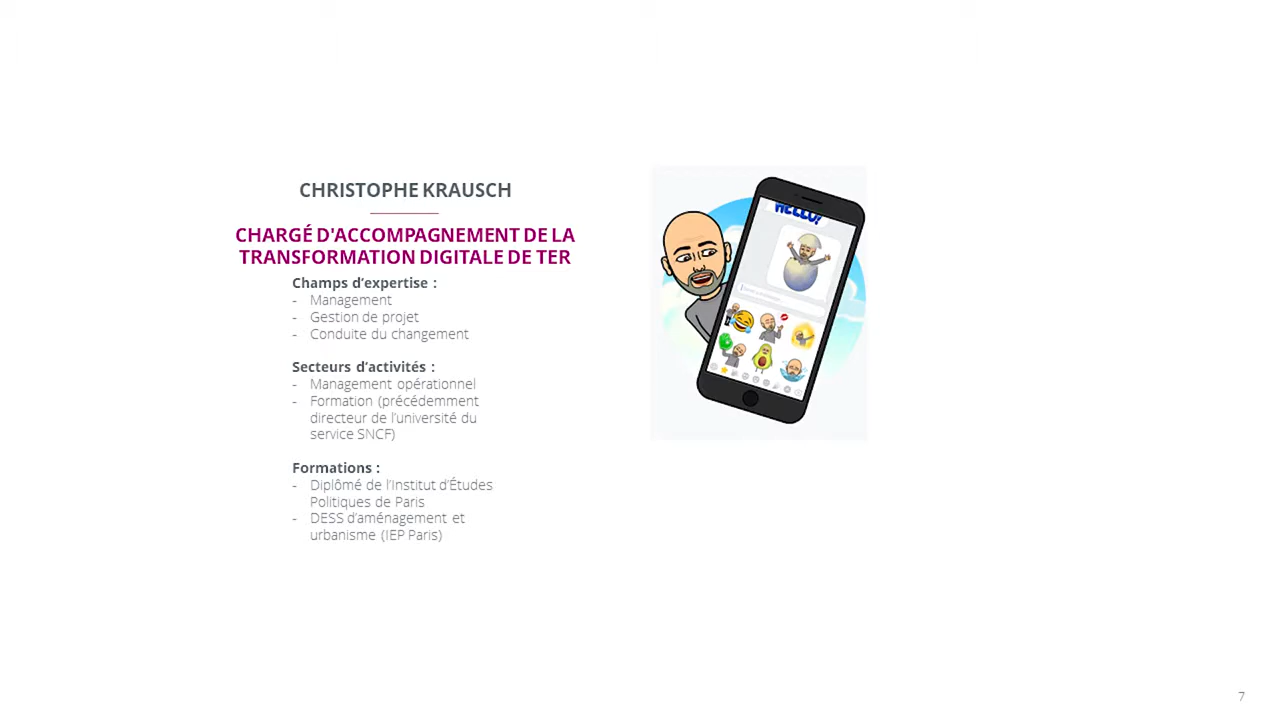 CHRISTOPHE KRAUSCH
CHARGÉ D'ACCOMPAGNEMENT DE LA
TRANSFORMATION DIGITALE DE TER
Champs d'expertise :
- Management
- Gestion de projet
- Conduite du changement
Secteurs d'activités :
- Management opérationnel
- Formation (précédemment
directeur de l'université du
service SNCF)
Formations :
- Diplômé de l'Institut d'Études
Politiques de Paris
- DESS d'aménagement et
urbanisme (IEP Paris)
HELLO!
7